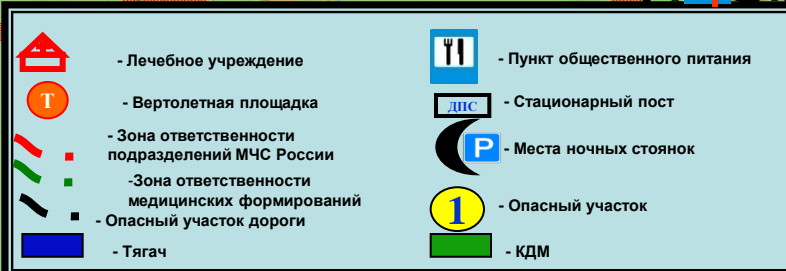 - Лечебное учреждение
Т
- Вертолетная площадка
- Зона ответственности
подразделений МЧС России
-Зона ответственности
медицинских формирований
- Опасный участок дороги
- Тягач
- Пункт общественного питания
ДПС
- Стационарный пост
P
- Места ночных стоянок
1
- Опасный участок
- КДМ